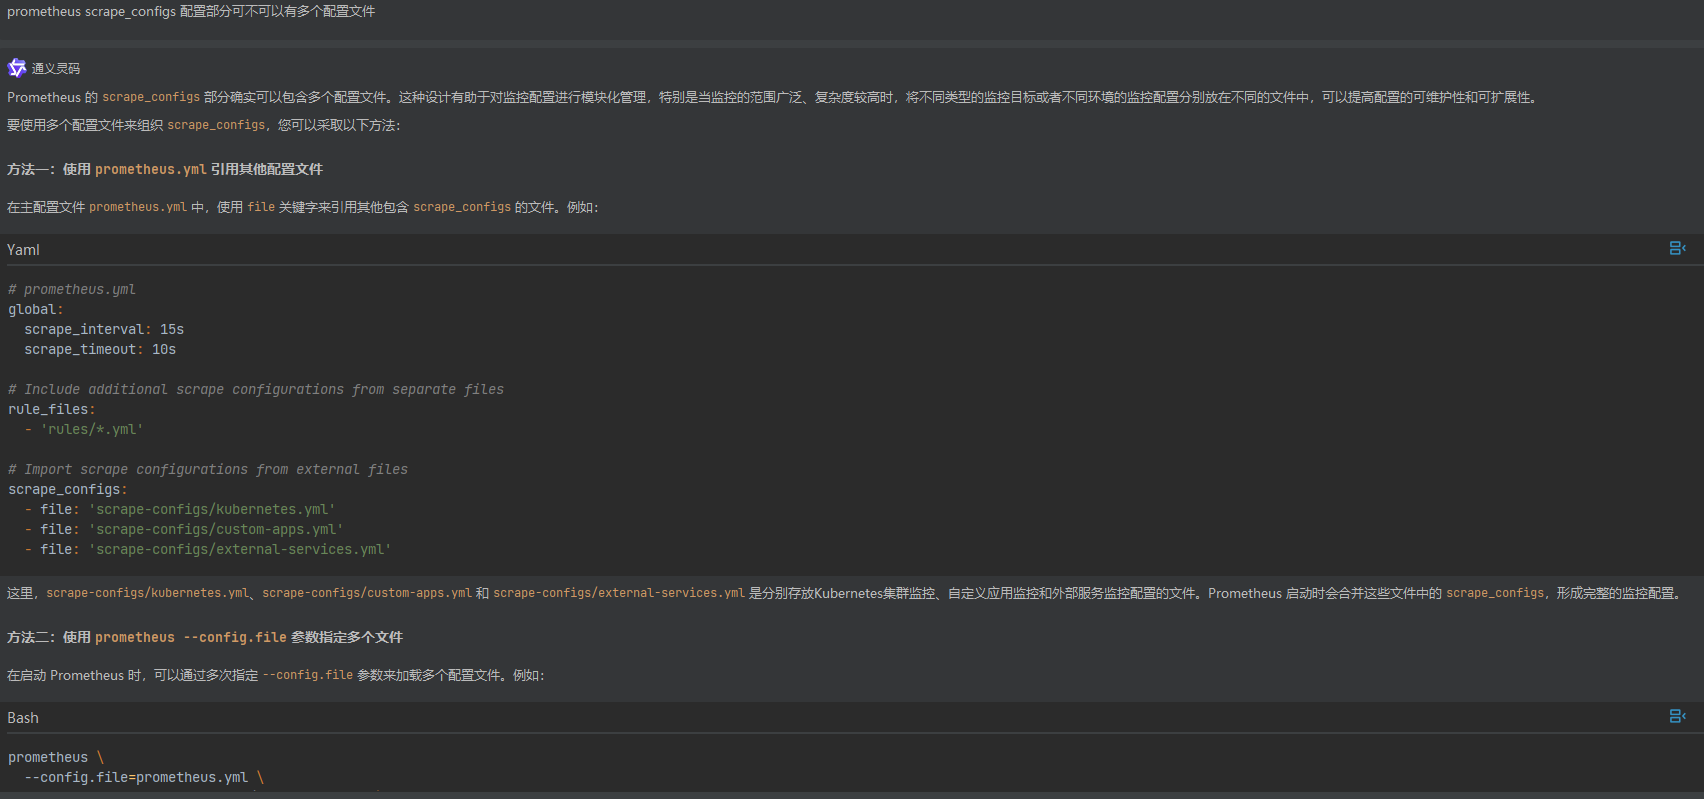 prometheus scrape_configs 配置部分可不可以有多个配置文件
通义灵码
Prometheus 的 scrape_configs 部分确实可以包含多个配置文件。这种设计有助于对监控配置进行模块化管理，特别是当监控的范围广泛、复杂度较高时，将不同类型的监控目标或者不同环境的监控配置分别放在不同的文件中，可以提高配置的可维护性和可扩展性。
要使用多个配置文件来组织 scrape_configs，您可以采取以下方法：
方法一：使用 prometheus.yml 引用其他配置文件
在主配置文件 prometheus.yml 中，使用 file 关键字来引用其他包含 scrape_configs 的文件。例如：
Yaml
# prometheus.yml
global:
  scrape_interval: 15s
  scrape_timeout: 10s
# Include additional scrape configurations from separate files
rule_files:
  - 'rules/*.yml'
# Import scrape configurations from external files
scrape_configs:
  - file: 'scrape-configs/kubernetes.yml'
  - file: 'scrape-configs/custom-apps.yml'
  - file: 'scrape-configs/external-services.yml'
这里，scrape-configs/kubernetes.yml、scrape-configs/custom-apps.yml 和 scrape-configs/external-services.yml 是分别存放Kubernetes集群监控、自定义应用监控和外部服务监控配置的文件。Prometheus 启动时会合并这些文件中的 scrape_configs，形成完整的监控配置。
方法二：使用 prometheus --config.file 参数指定多个文件
在启动 Prometheus 时，可以通过多次指定 --config.file 参数来加载多个配置文件。例如：
Bash
prometheus \
  --config.file=prometheus.yml \